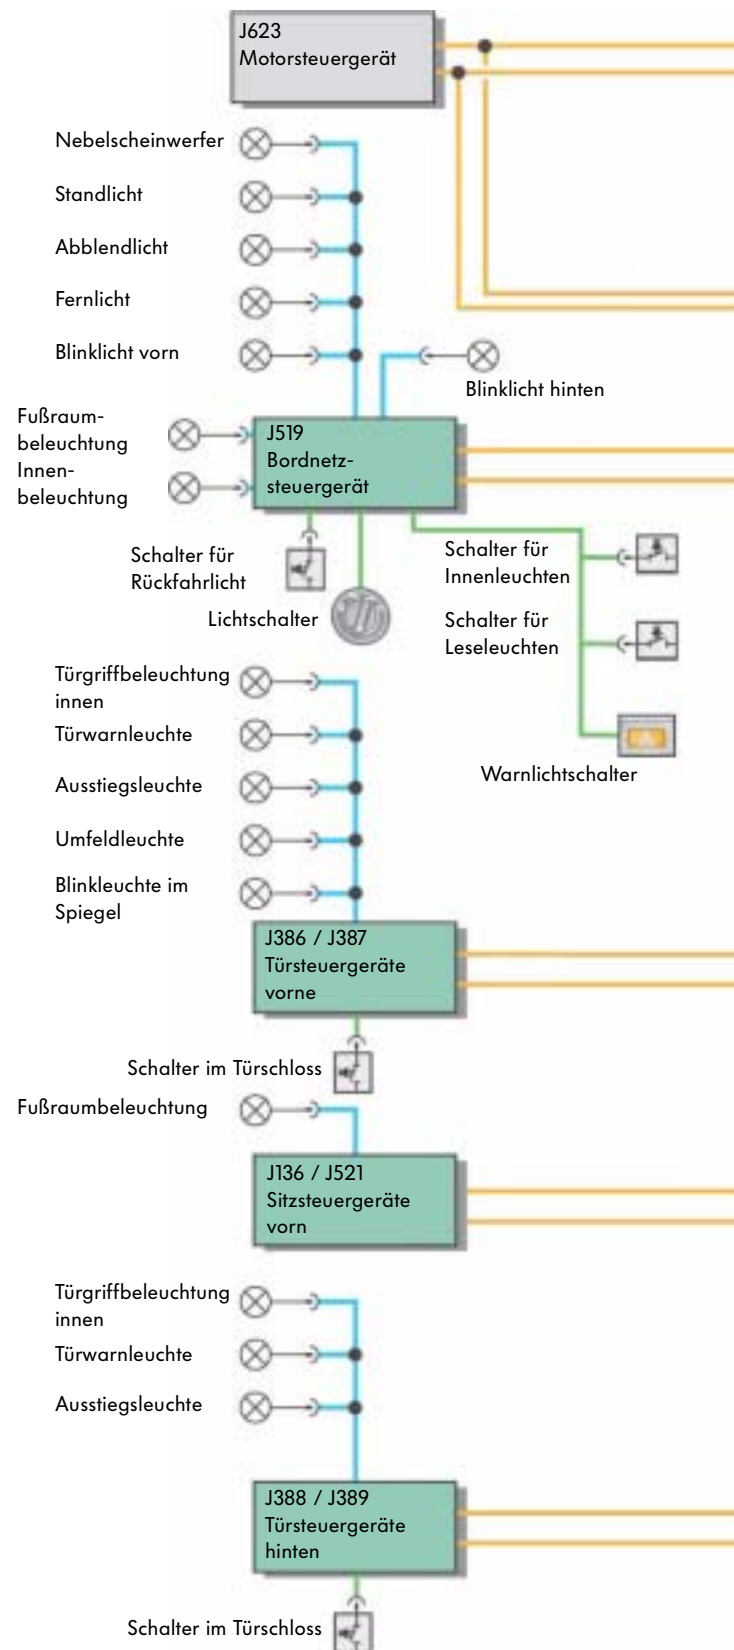 J623
Motorsteuergerät
Nebelscheinwerfer
Standlicht
Abblendlicht
Fernlicht
Blinklicht vorn
Blinklicht hinten
Fußraum-
beleuchtung
Innen-
beleuchtung
J519
Bordnetz-
steuergerät
Schalter für
Rückfahrlicht
Lichtschalter
Schalter für
Innenleuchten
Schalter für
Leseleuchten
Warnlichtschalter
Türgriffbeleuchtung
innen
Türwarnleuchte
Ausstiegsleuchte
Umfeldleuchte
Blinkleuchte im
Spiegel
J386 / J387
Türsteuergeräte
vorne
Schalter im Türschloss
Fußraumbeleuchtung
J136 / J521
Sitzsteuergeräte
vorn
Türgriffbeleuchtung
innen
Türwarnleuchte
Ausstiegsleuchte
J388 / J389
Türsteuergeräte
hinten
Schalter im Türschloss